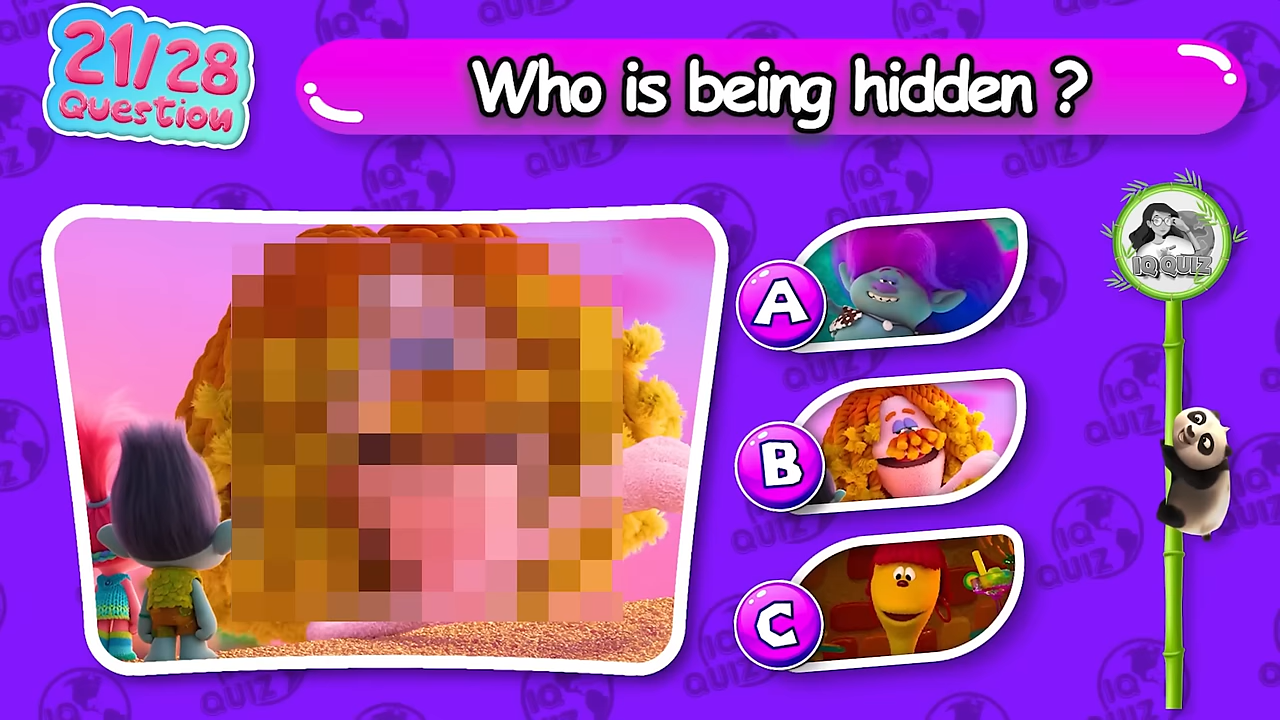 21/28
Question
Who is being hidden ?
A
B
C
IQ QUIZ